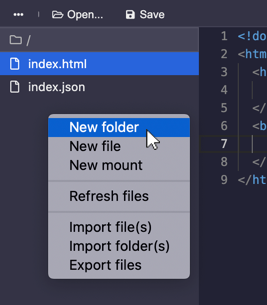 ••• Open... Save
/
index.html
index.json
New folder
New file
New mount
Refresh files
Import file(s)
Import folder(s)
Export files
1 <!do
2 <htm
3 <h
4
5 </
6 <b
7
8 </
9 </h